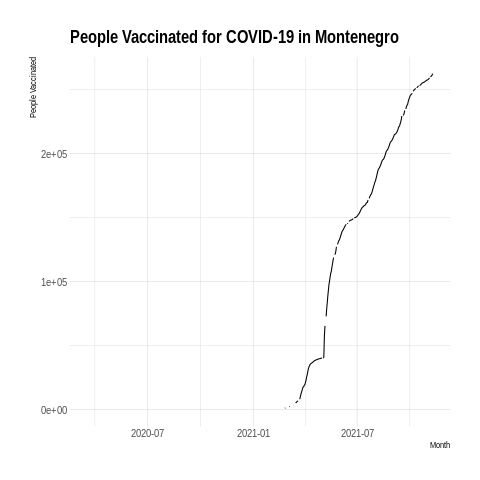 People Vaccinated for COVID-19 in Montenegro
People Vaccinated
2e+05
1e+05
0e+00
2020-07
2021-01
2021-07
Month